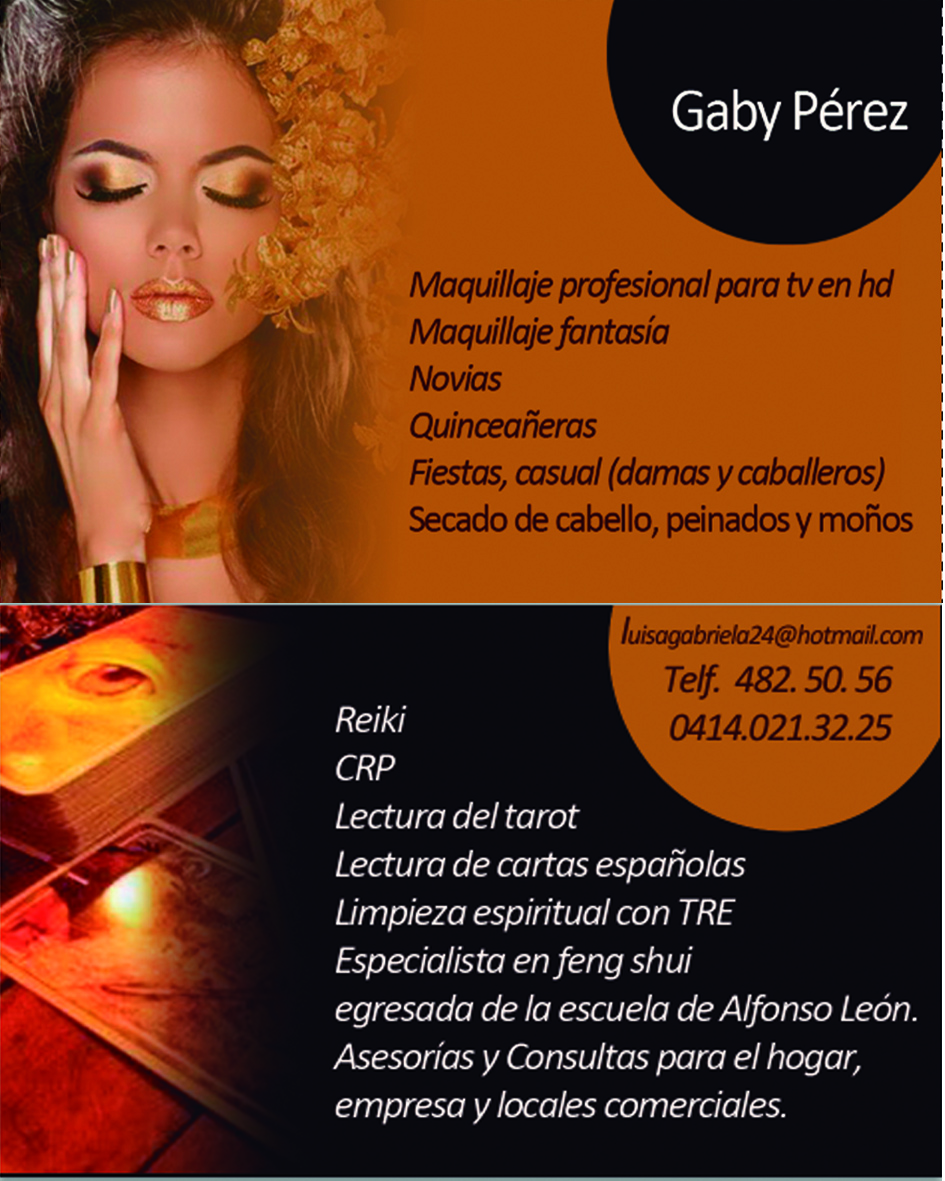 Gaby Pérez
Maquillaje profesional para tv en hd
Maquillaje fantasía
Novias
Quinceañeras
Fiestas, casual (damas y caballeros)
Secado de cabello, peinados y moños
luisagabriela24@hotmail.com
Telf. 482. 50. 56
0414.021.32.25
Reiki
CRP
Lectura del tarot
Lectura de cartas españolas
Limpieza espiritual con TRE
Especialista en feng shui
egresada de la escuela de Alfonso León.
Asesorías y Consultas para el hogar,
empresa y locales comerciales.